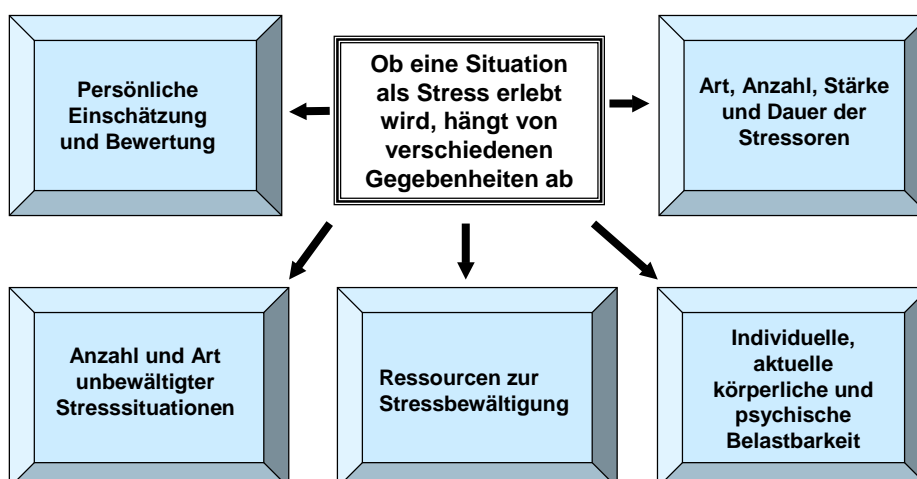 Persönliche
Einschätzung
und Bewertung
Ob eine Situation
als Stress erlebt
wird, hängt von
verschiedenen
Gegebenheiten ab
Art, Anzahl, Stärke
und Dauer der
Stressoren
Anzahl und Art
unbewältigter
Stresssituationen
Ressourcen zur
Stressbewältigung
Individuelle,
aktuelle
körperliche und
psychische
Belastbarkeit